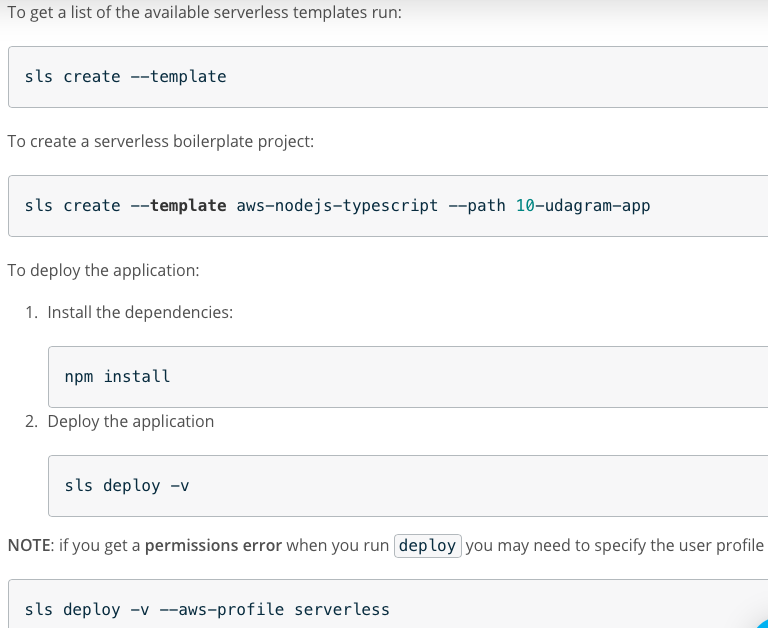 To get a list of the available serverless templates run:
sls create --template
To create a serverless boilerplate project:
sls create --template aws-nodejs-typescript --path 10-udagram-app
To deploy the application:
1. Install the dependencies:
npm install
2. Deploy the application
sls deploy -v
NOTE: if you get a permissions error when you run deploy you may need to specify the user profile
sls deploy -v --aws-profile serverless